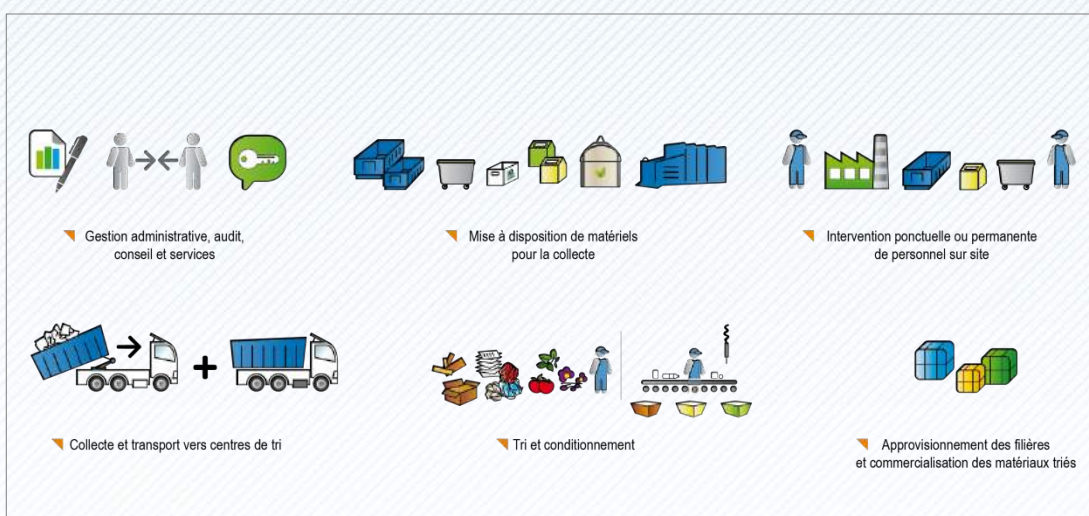 Gestion administrative, audit,
conseil et services
Mise à disposition de matériels
pour la collecte
Intervention ponctuelle ou permanente
de personnel sur site
Collecte et transport vers centres de tri
Tri et conditionnement
Approvisionnement des filières
et commercialisation des matériaux triés